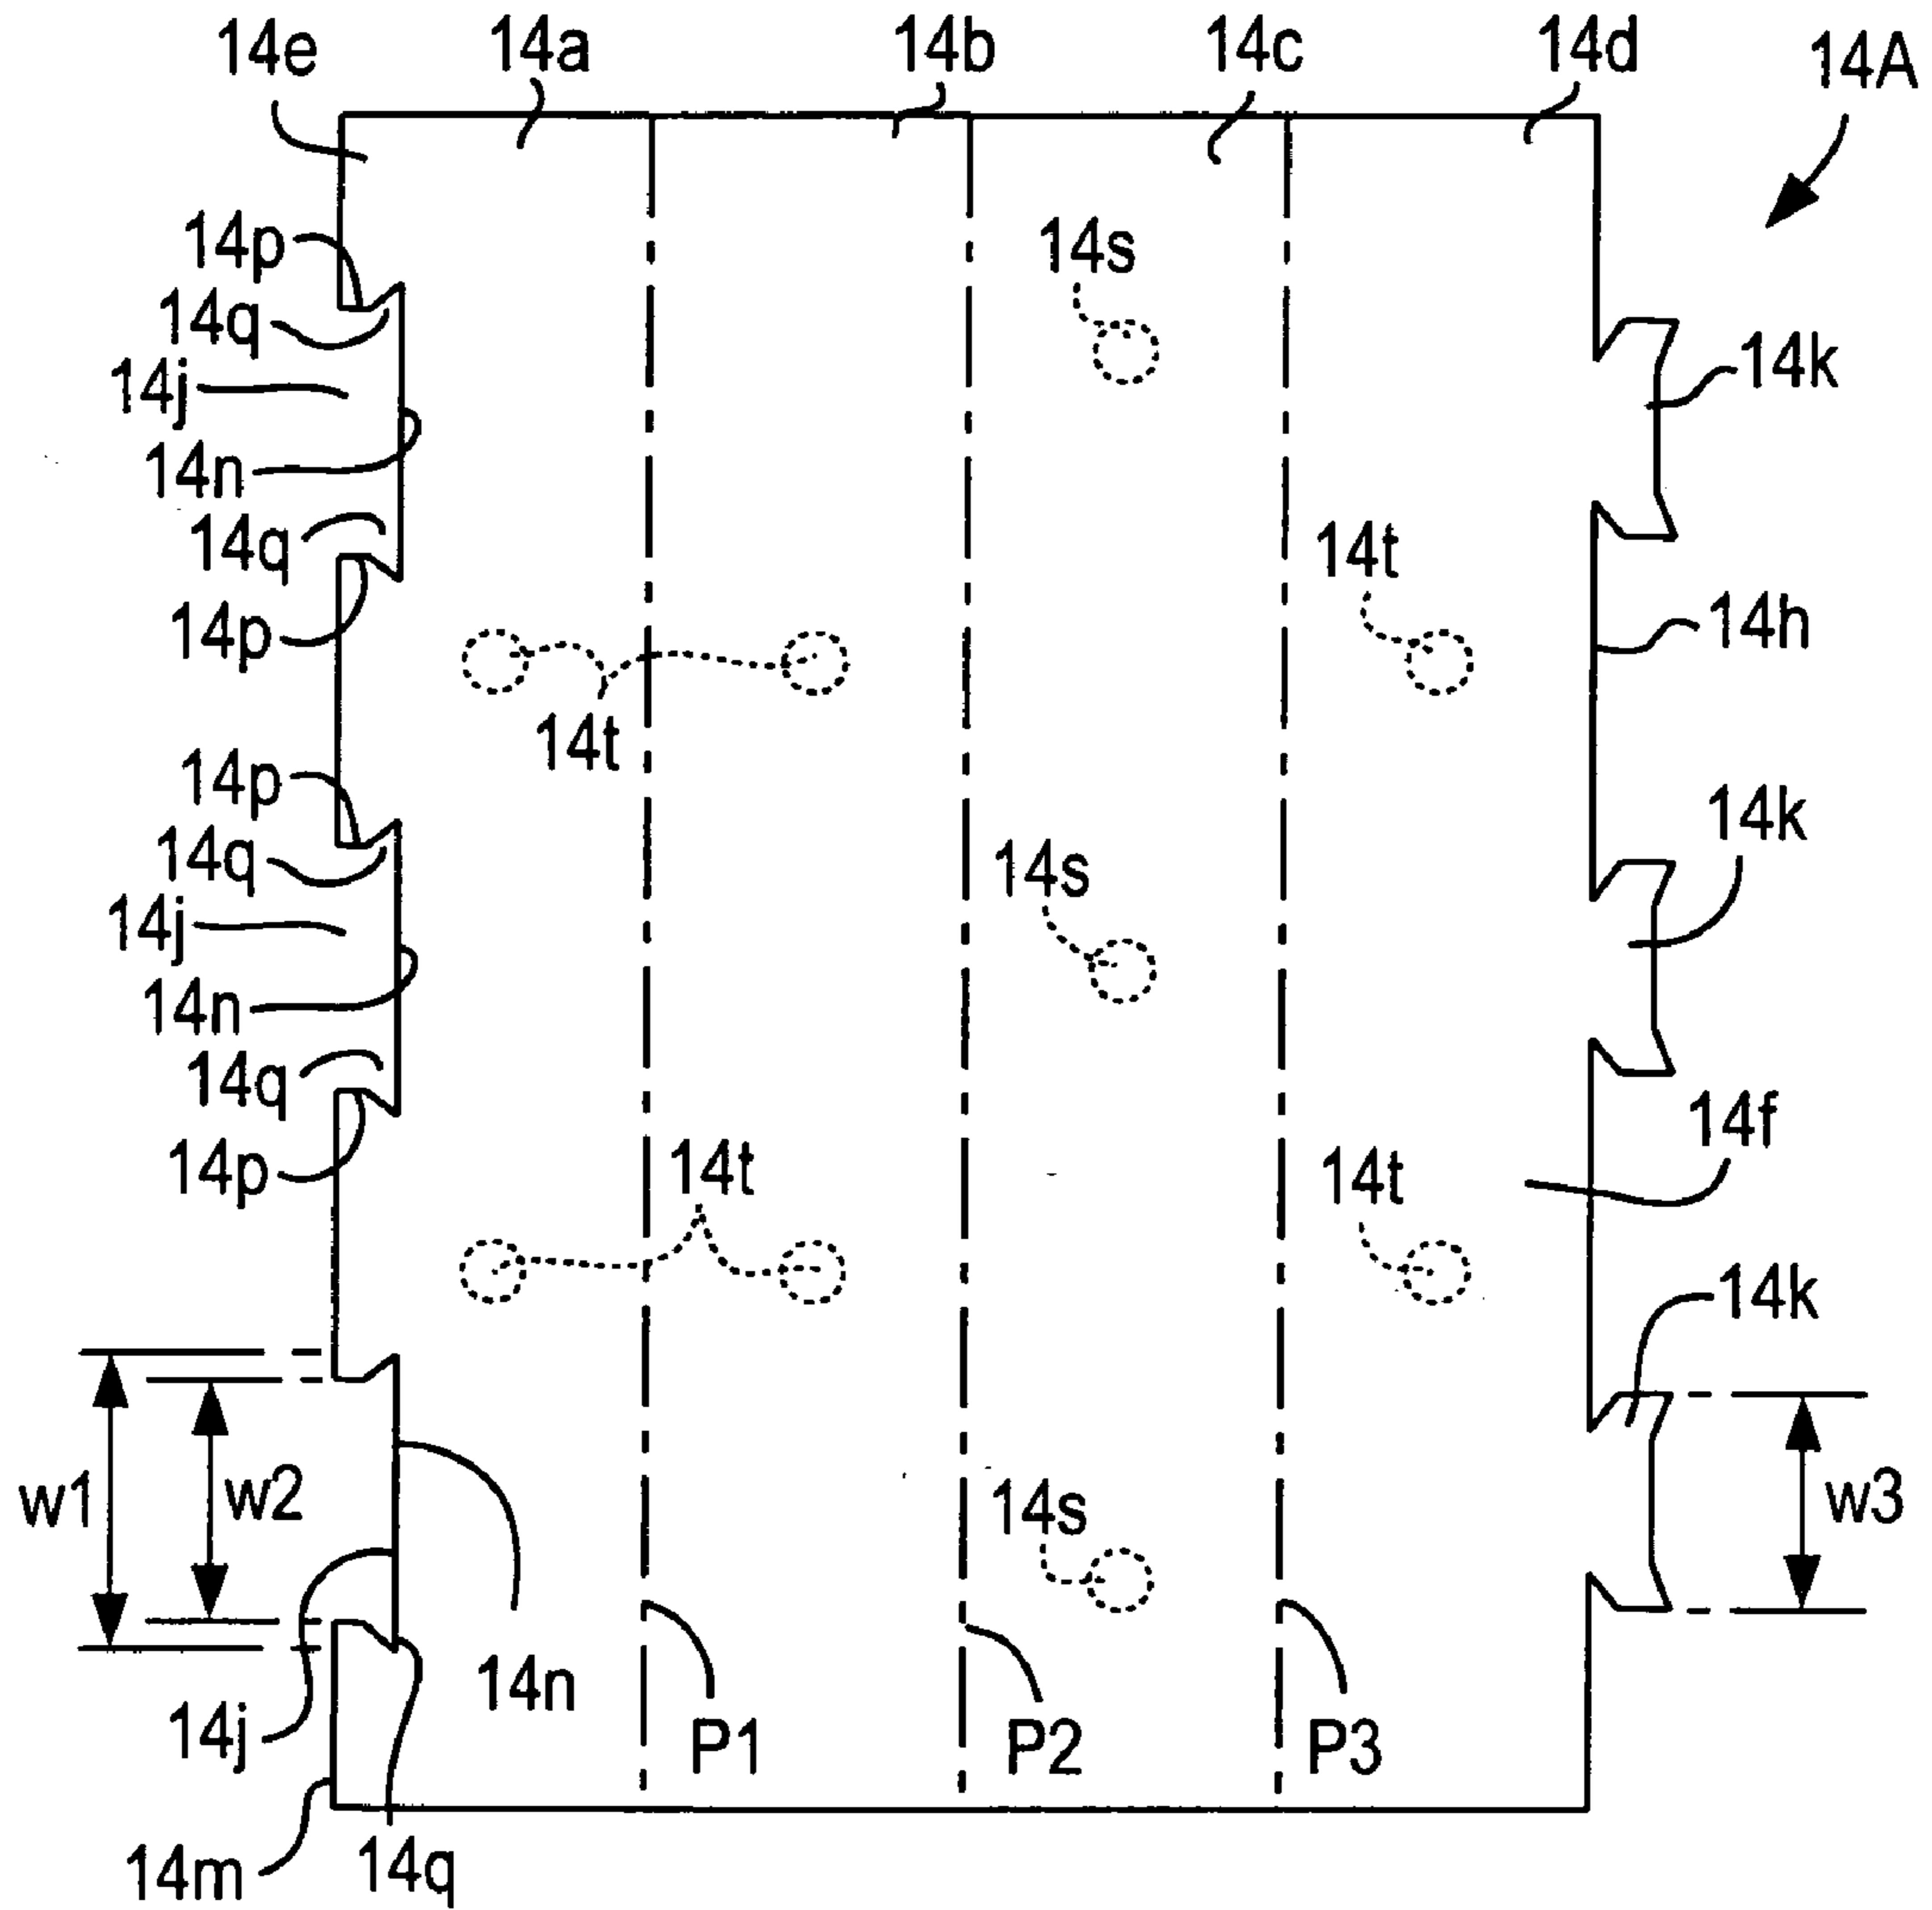 14e 14a 14b 14c 14d 14A
14p 14s
14q
14j 14k
14n
14q 14t
14p 14h
14t
14p
14q 14s 14k
14j
14n
14q
14p 14t 14t 14f
14k
w1 w2 14s w3
14j 14n P1 P2 P3
14m 14q